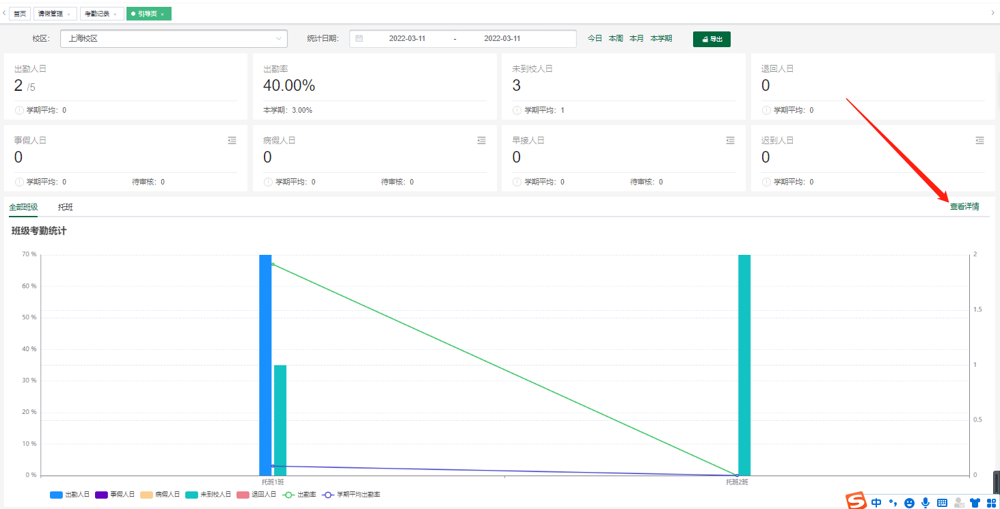 首页 请假管理 × 考勤记录 × 引导页 ×
校区: 上海校区 统计日期: 2022-03-11 - 2022-03-11 今日 本周 本月 本学期 导出
出勤人日 出勤率 未到校人日 退回人日
2 /5 40.00% 3 0
学期平均: 0 本学期: 3.00% 学期平均: 1 学期平均: 0
事假人日 病假人日 早接人日 迟到人日
0 0 0 0
学期平均: 0 待审核: 0 学期平均: 0 待审核: 0 学期平均: 0 待审核: 0 学期平均: 0
全部班级 托班 查看详情
班级考勤统计
70 % 2
60 %
1.5
50 %
40 %
1
30 %
20 %
0.5
10 %
0 % 0
托班1班 托班2班
出勤人日 事假人日 病假人日 未到校人日 退回人日 出勤率 学期平均出勤率
S 中